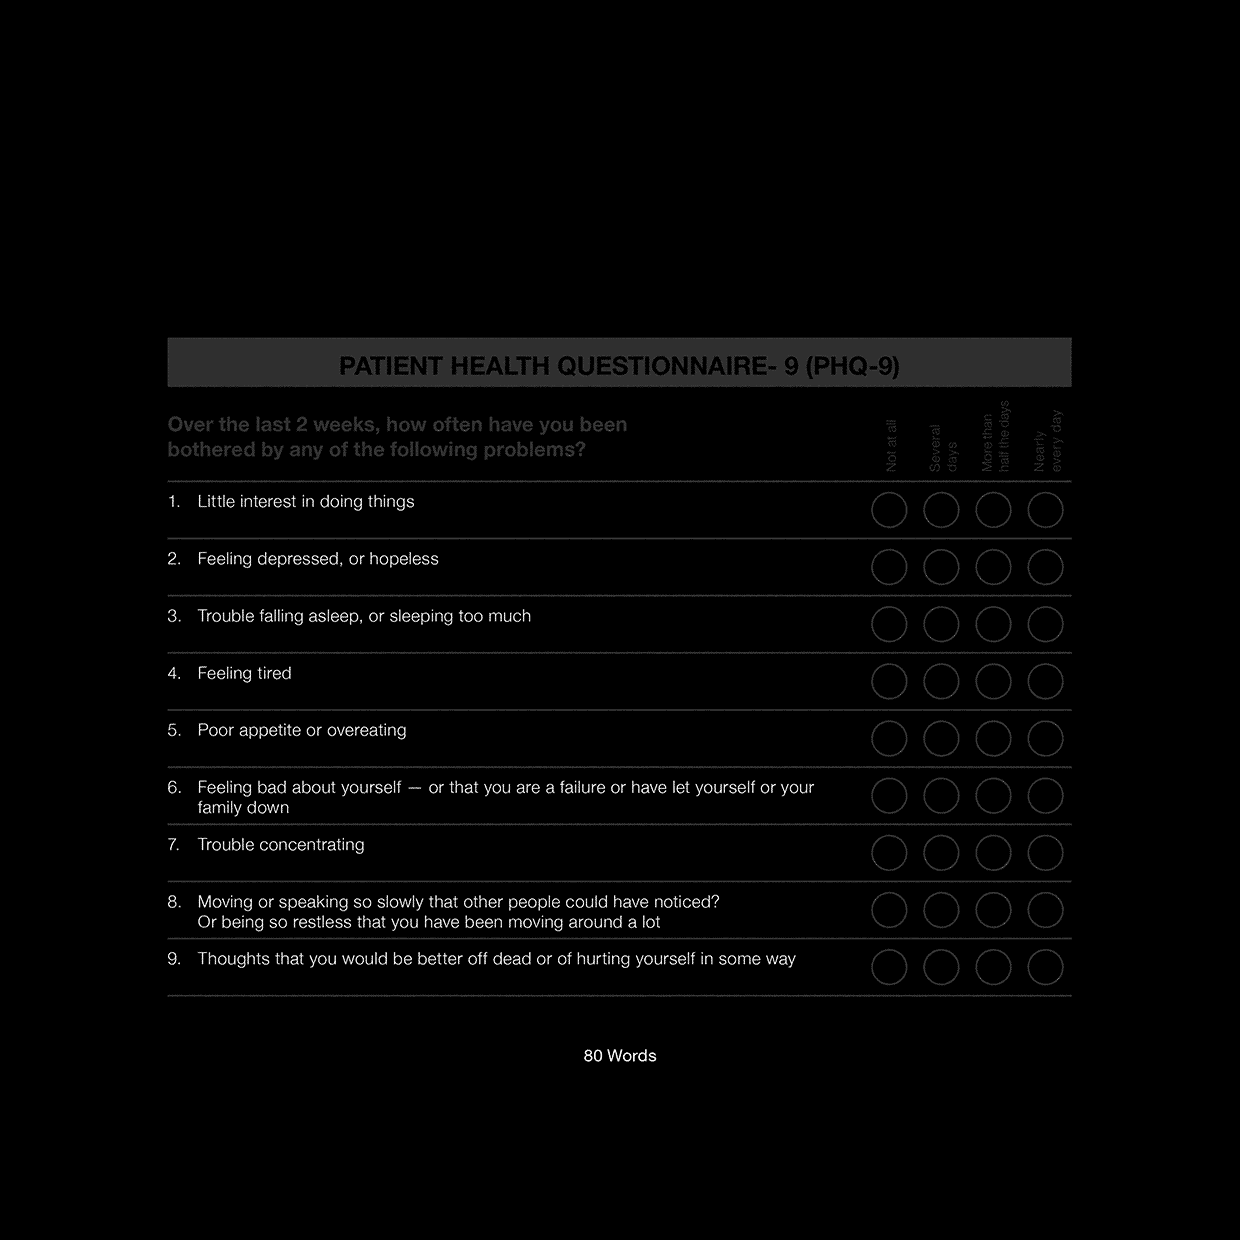 PATIENT HEALTH QUESTIONNAIRE- 9 (PHQ-9)
Over the last 2 weeks, how often have you been
bothered by any of the following problems?
Not at all
Several
days
More than
half the days
Nearly
every day
1. Little interest in doing things
2. Feeling depressed, or hopeless
3. Trouble falling asleep, or sleeping too much
4. Feeling tired
5. Poor appetite or overeating
6. Feeling bad about yourself — or that you are a failure or have let yourself or your
family down
7. Trouble concentrating
8. Moving or speaking so slowly that other people could have noticed?
Or being so restless that you have been moving around a lot
9. Thoughts that you would be better off dead or of hurting yourself in some way
80 Words